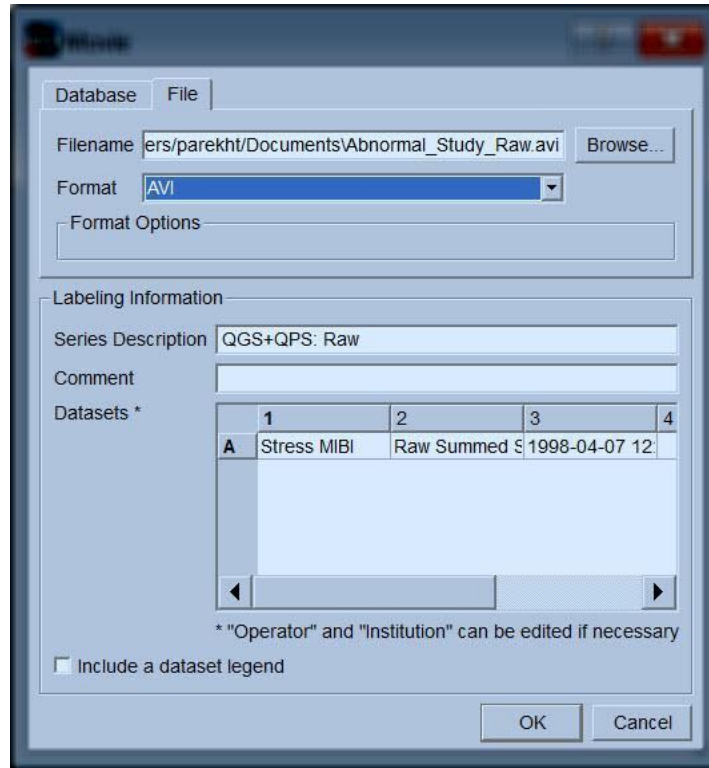 Movie
Database File
Filename ers/parekht/Documents\Abnormal_Study_Raw.avi Browse...
Format AVI
Format Options
Labeling Information
Series Description QGS+QPS: Raw
Comment
Datasets *
1 2 3 4
A Stress MIBI Raw Summed S 1998-04-07 12:
* "Operator" and "Institution" can be edited if necessary
Include a dataset legend
OK Cancel